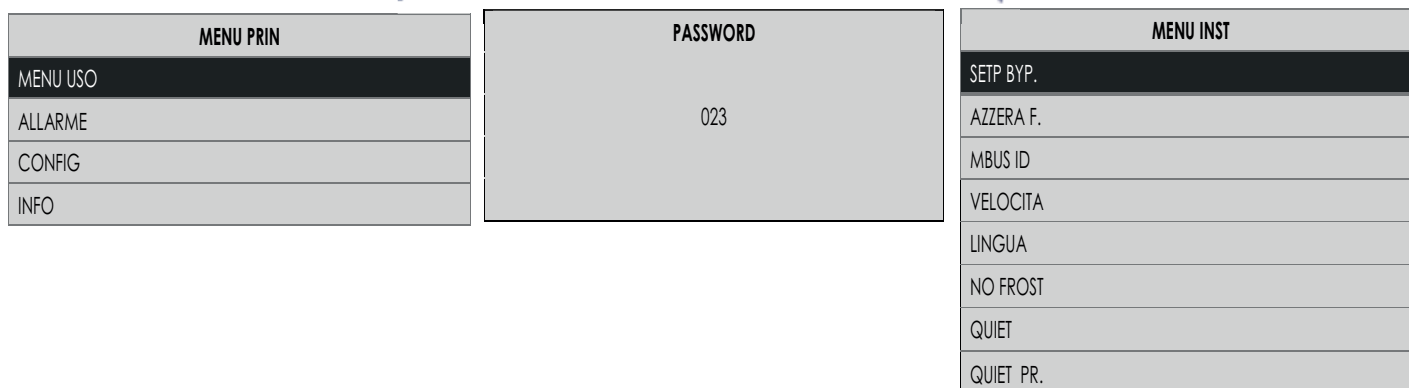 MENU PRIN
MENU USO
ALLARME
CONFIG
INFO
PASSWORD
023
MENU INST
SETP BYP.
AZZERA F.
MBUS ID
VELOCITA
LINGUA
NO FROST
QUIET
QUIET PR.